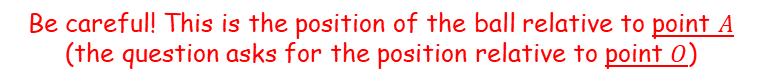 Be careful! This is the position of the ball relative to point A
(the question asks for the position relative to point O)